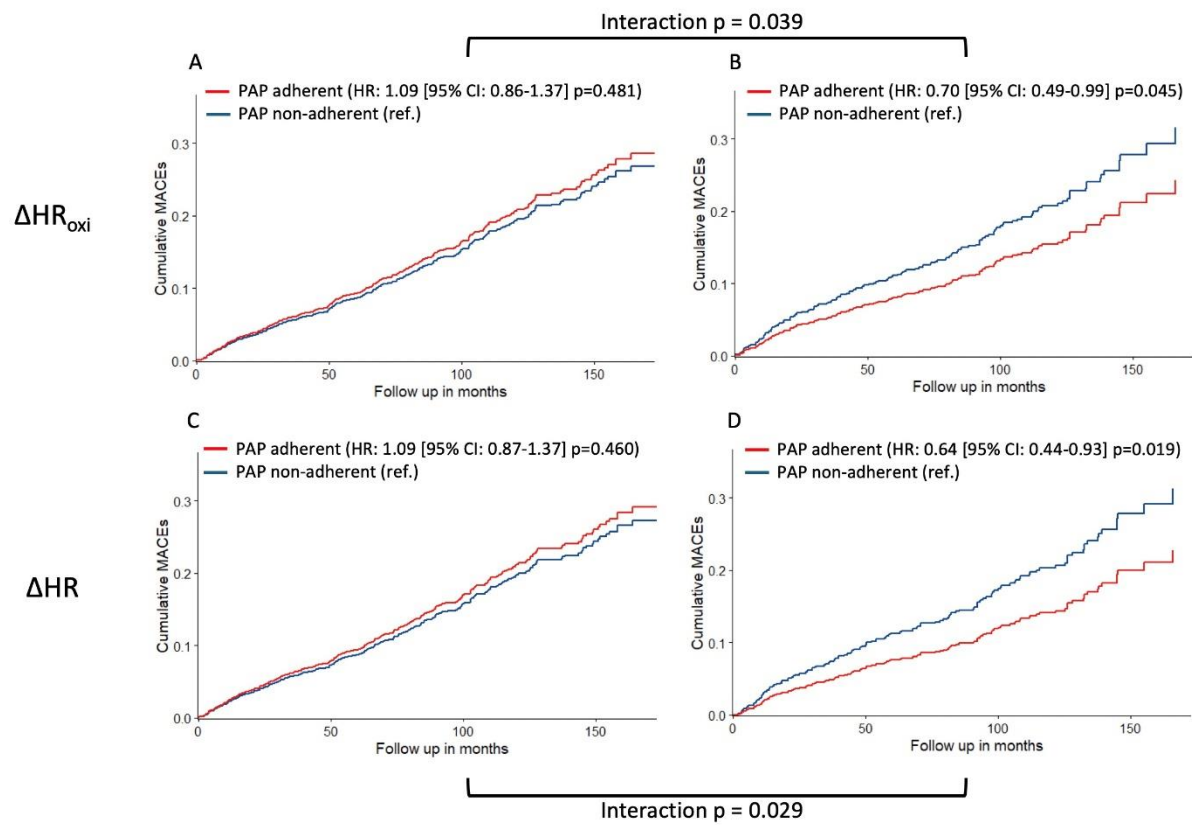 Interaction p = 0.039
A
PAP adherent (HR: 1.09 [95% CI: 0.86-1.37] p=0.481)
PAP non-adherent (ref.)
0.3
0.2
0.1
0.0
Cumulative MACEs
0 50 100 150
Follow up in months
B
PAP adherent (HR: 0.70 [95% CI: 0.49-0.99] p=0.045)
PAP non-adherent (ref.)
0.3
0.2
0.1
0.0
Cumulative MACEs
0 50 100 150
Follow up in months
ΔHRoxi
C
PAP adherent (HR: 1.09 [95% CI: 0.87-1.37] p=0.460)
PAP non-adherent (ref.)
0.3
0.2
0.1
0.0
Cumulative MACEs
0 50 100 150
Follow up in months
D
PAP adherent (HR: 0.64 [95% CI: 0.44-0.93] p=0.019)
PAP non-adherent (ref.)
0.3
0.2
0.1
0.0
Cumulative MACEs
0 50 100 150
Follow up in months
ΔHR
Interaction p = 0.029